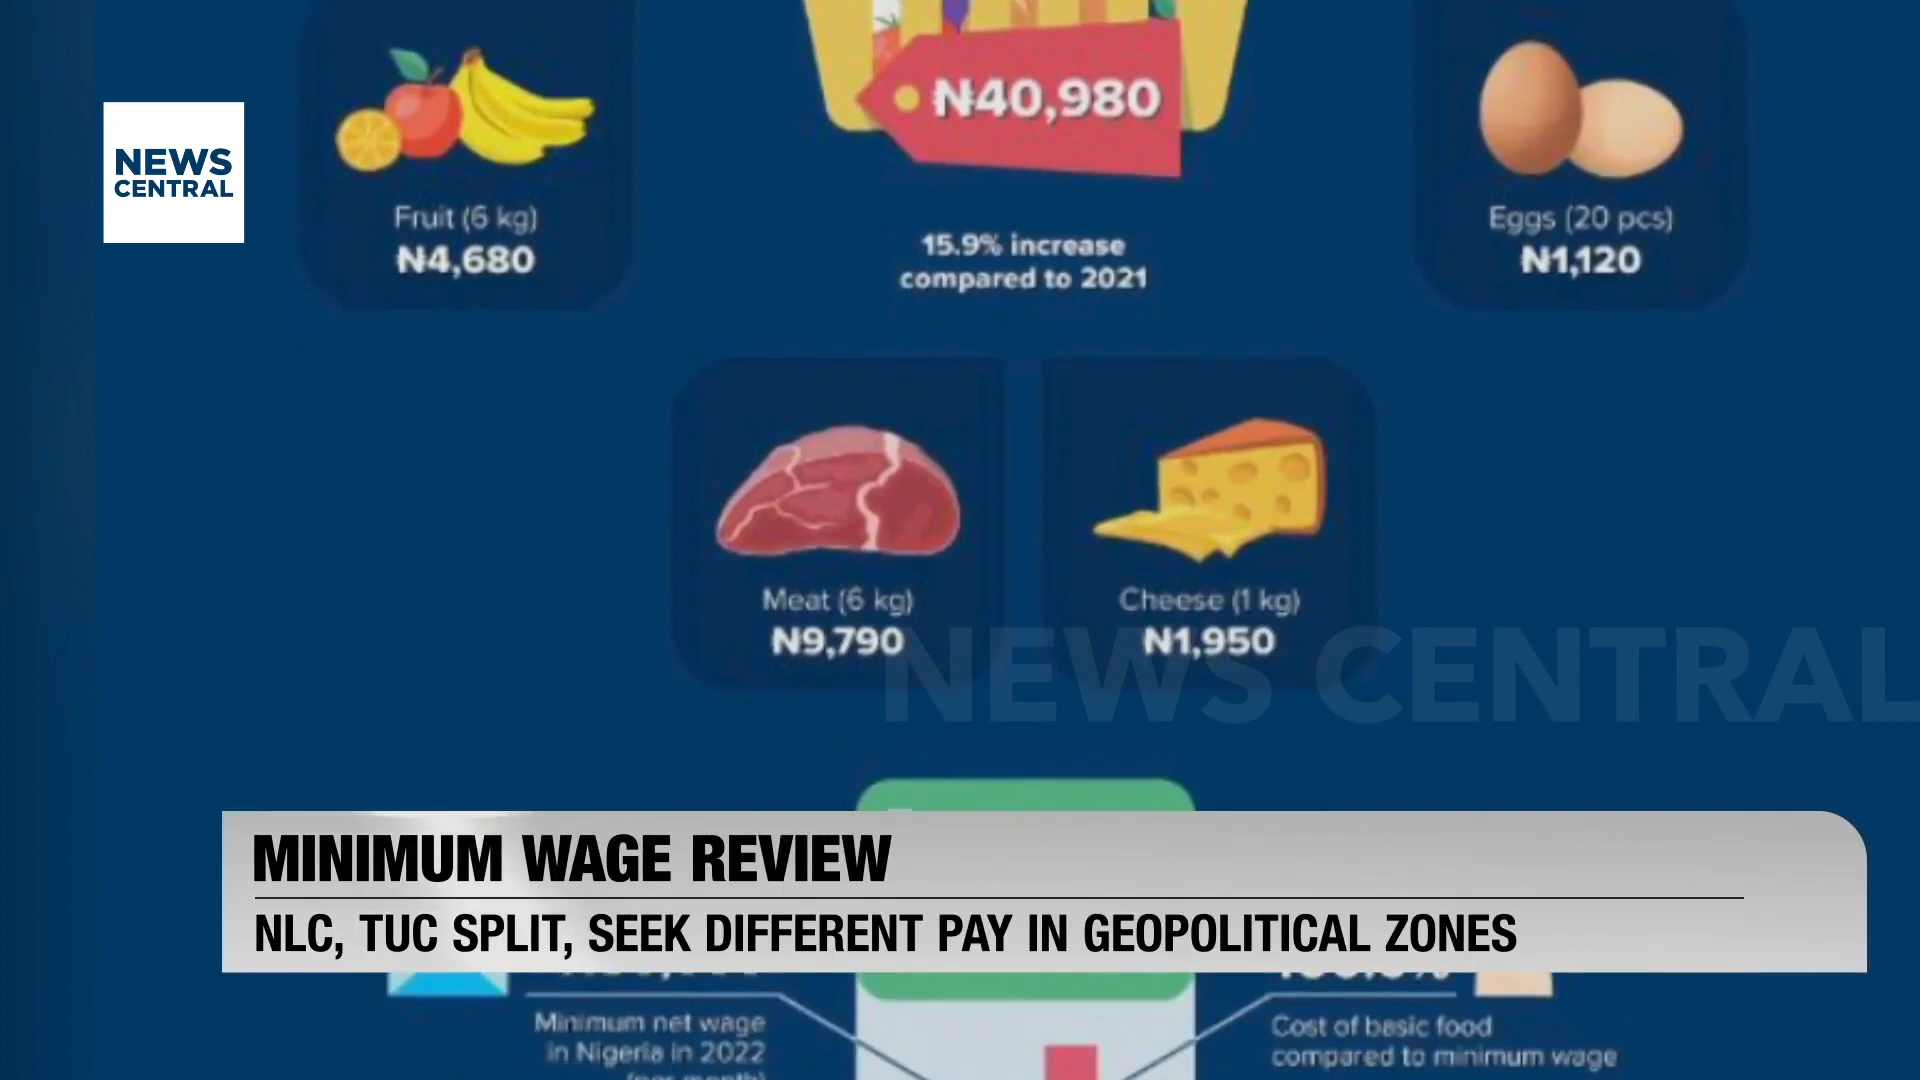 ₦40,980
NEWS
CENTRAL
Fruit (6 kg)
₦4,680
15.9% increase
compared to 2021
Eggs (20 pcs)
₦1,120
Meat (6 kg)
₦9,790
Cheese (1 kg)
₦1,950
NEWS CENTRAL
MINIMUM WAGE REVIEW
NLC, TUC SPLIT, SEEK DIFFERENT PAY IN GEOPOLITICAL ZONES
Minimum net wage
in Nigeria in 2022
(per month)
Cost of basic food
compared to minimum wage